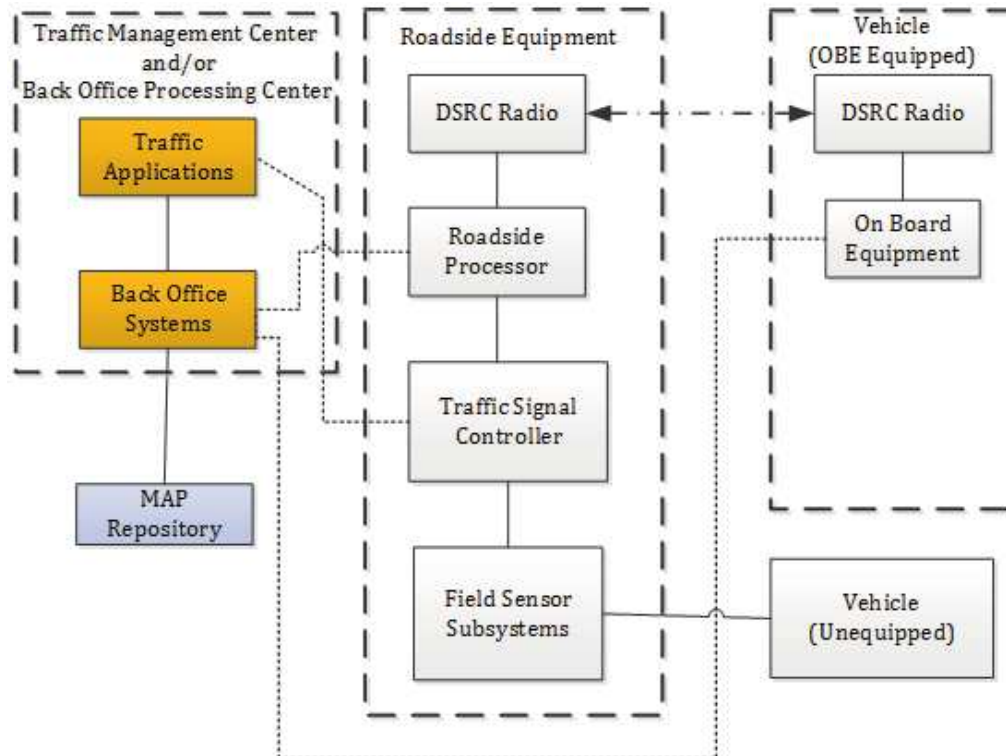 Traffic Management Center
and/or
Back Office Processing Center
Traffic
Applications
Back Office
Systems
MAP
Repository
Roadside Equipment
DSRC Radio
Roadside
Processor
Traffic Signal
Controller
Field Sensor
Subsystems
Vehicle
(OBE Equipped)
DSRC Radio
On Board
Equipment
Vehicle
(Unequipped)